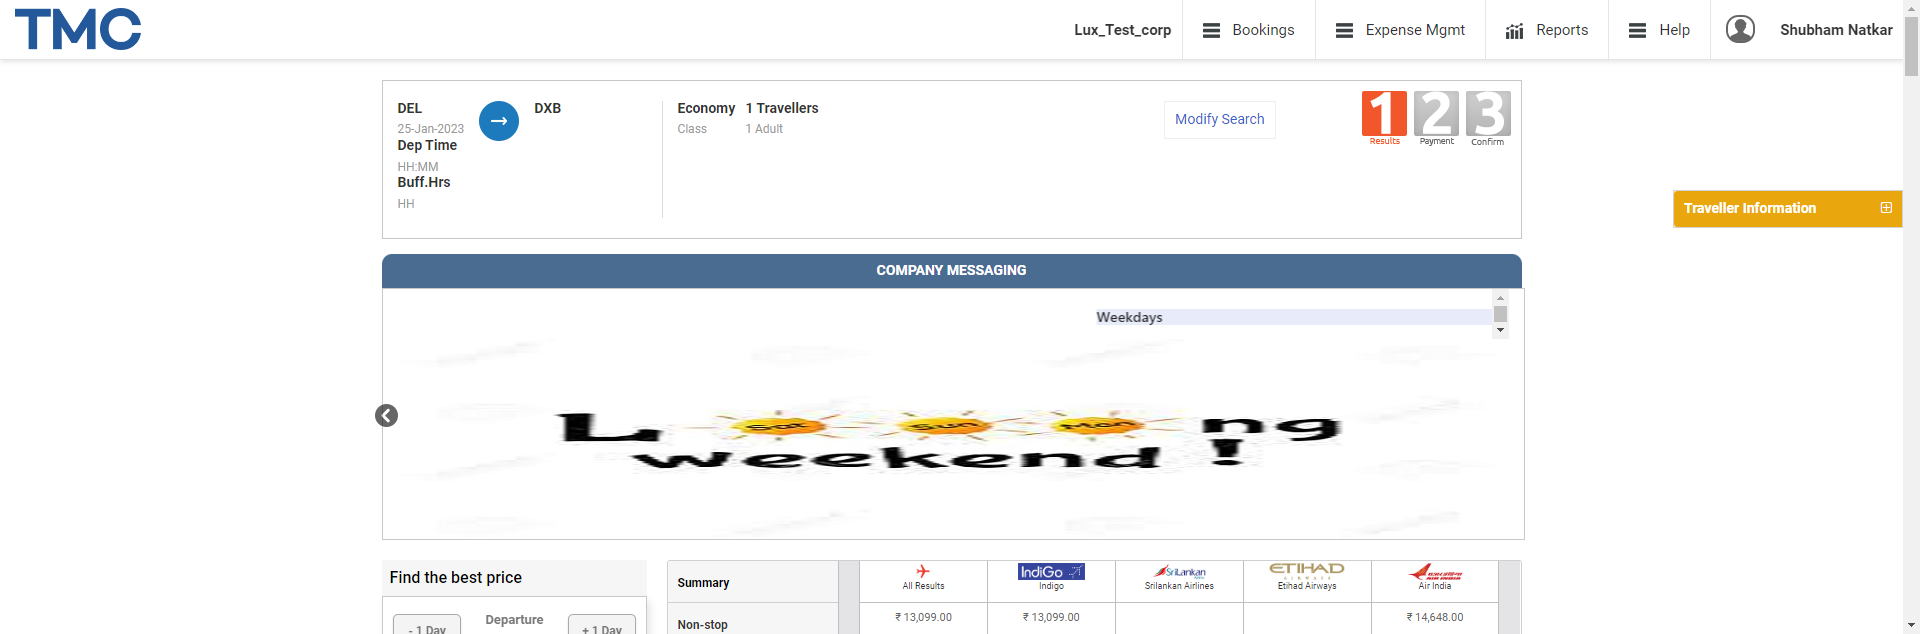 TMC
Lux_Test_corp
Bookings
Expense Mgmt
Reports
Help
Shubham Natkar
DEL
25-Jan-2023
Dep Time
HH:MM
Buff.Hrs
HH
DXB
Economy
Class
1 Travellers
1 Adult
Modify Search
1 2 3
Results Payment Confirm
Traveller Information
COMPANY MESSAGING
Weekdays
L Sat Sun Mon ng
weekend !
Find the best price
- 1 Day
Departure
+ 1 Day
Summary
All Results
IndiGo
Indigo
SriLankan
Srilankan Airlines
ETIHAD
AIRWAYS
Etihad Airways
AIR INDIA
Air India
Non-stop
₹ 13,099.00
₹ 13,099.00
₹ 14,648.00